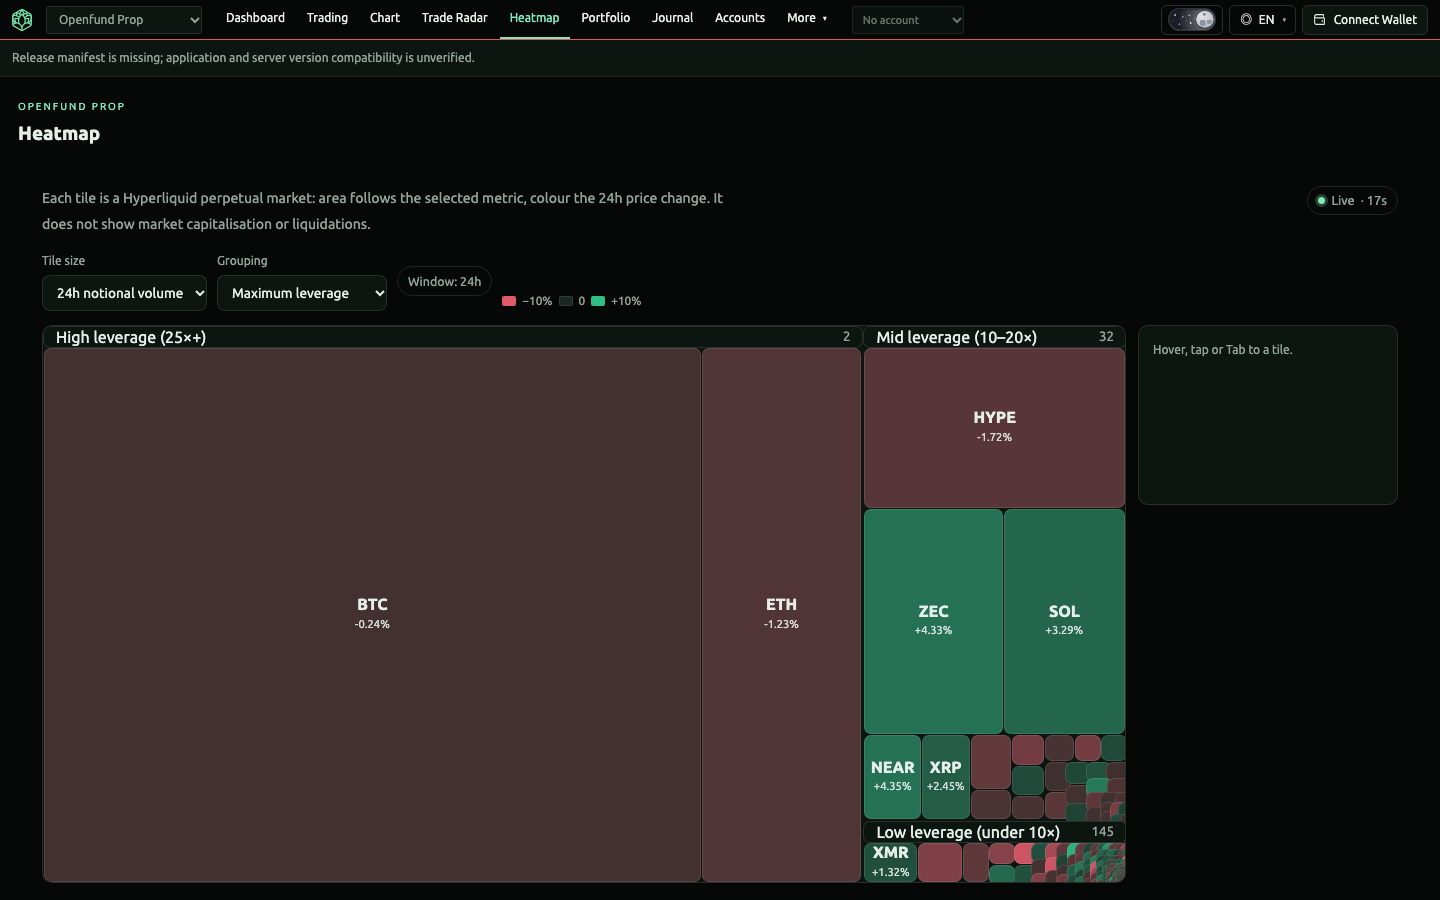 Openfund Prop
Dashboard
Trading
Chart
Trade Radar
Heatmap
Portfolio
Journal
Accounts
More
No account
EN
Connect Wallet
Release manifest is missing; application and server version compatibility is unverified.
OPENFUND PROP
Heatmap
Each tile is a Hyperliquid perpetual market: area follows the selected metric, colour the 24h price change. It
does not show market capitalisation or liquidations.
Live · 17s
Tile size
Grouping
24h notional volume
Maximum leverage
Window: 24h
−10%
0
+10%
High leverage (25×+)
2
Mid leverage (10–20×)
32
Hover, tap or Tab to a tile.
HYPE
-1.72%
BTC
-0.24%
ETH
-1.23%
ZEC
+4.33%
SOL
+3.29%
NEAR
+4.35%
XRP
+2.45%
Low leverage (under 10×)
145
XMR
+1.32%